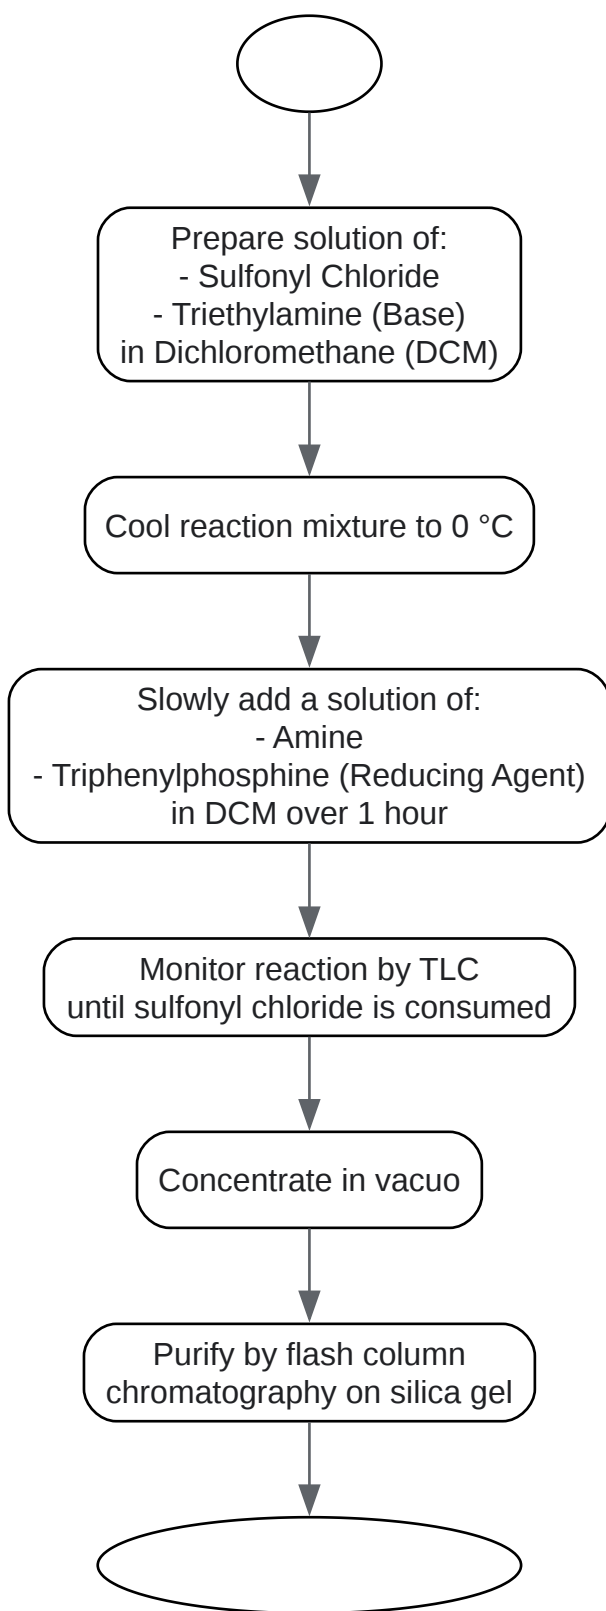 Prepare solution of:
- Sulfonyl Chloride
- Triethylamine (Base)
in Dichloromethane (DCM)
Cool reaction mixture to 0 °C
Slowly add a solution of:
- Amine
- Triphenylphosphine (Reducing Agent)
in DCM over 1 hour
Monitor reaction by TLC
until sulfonyl chloride is consumed
Concentrate in vacuo
Purify by flash column
chromatography on silica gel